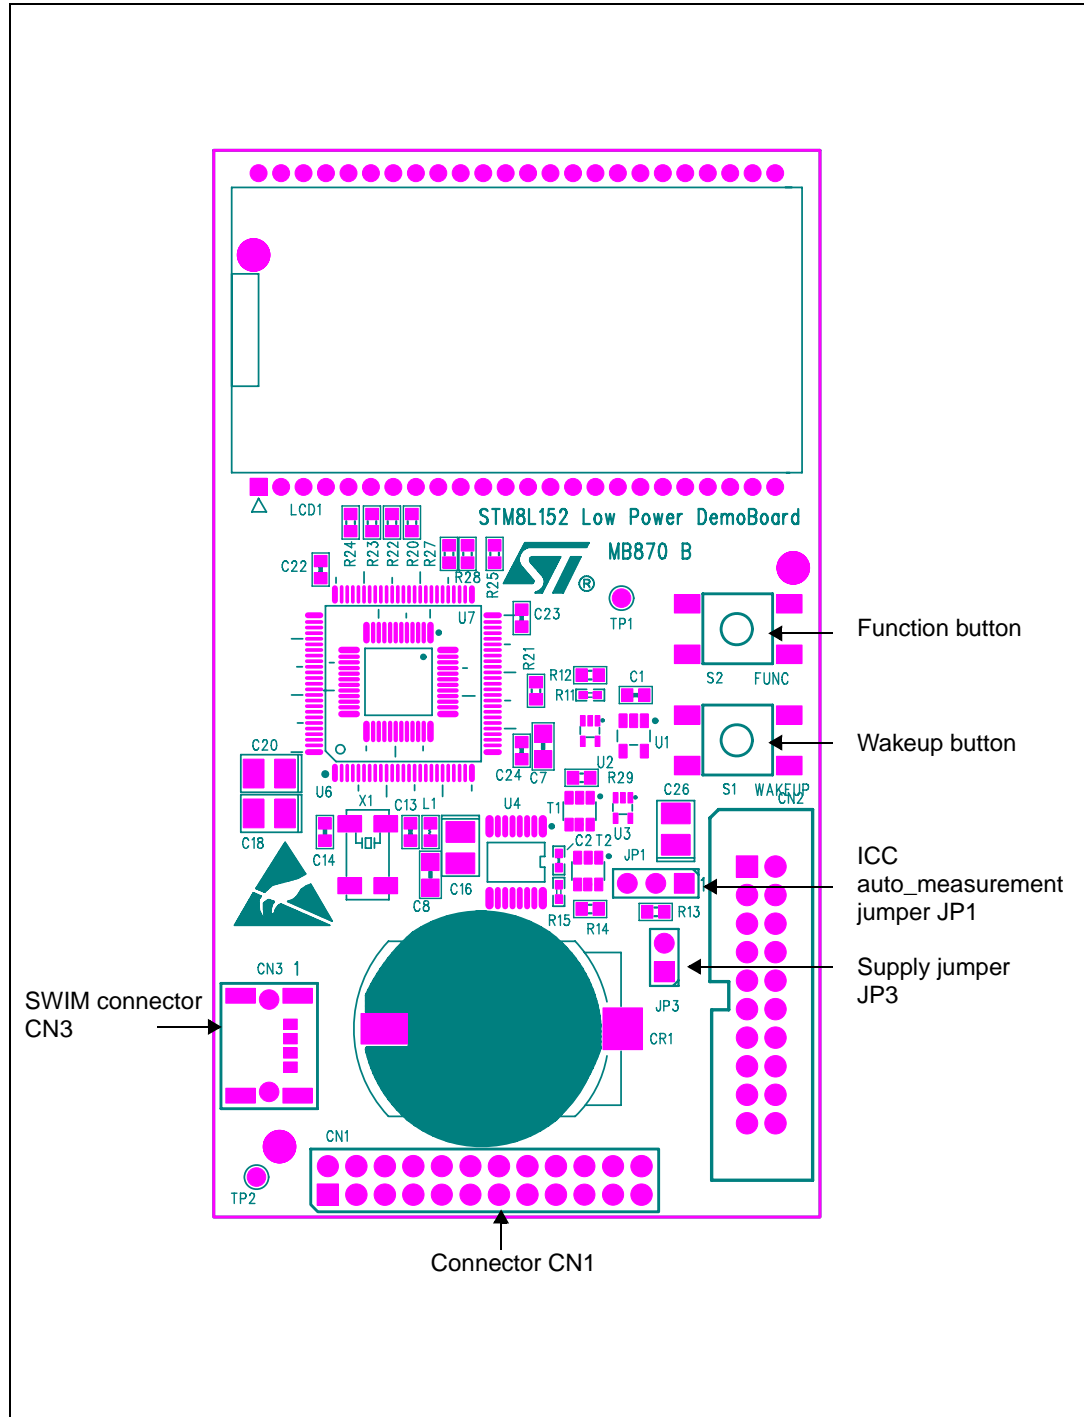 LCD1
STM8L152 Low Power DemoBoard
R24
R23
R22
R20
R27
R28
R25
ST
®
MB870 B
C22
U7
C23
TP1
Function button
R21
R12
R11
C1
S2
FUNC
C20
C24
C7
U2
U1
Wakeup button
U6
X1
C13
L1
U4
T1
R29
C26
S1
WAKEUP
CN2
C18
C14
C8
C16
C2
T2
U3
JP1
1
ICC
auto_measurement
jumper JP1
R15
R14
R13
CN3 1
SWIM connector
CN3
JP3
Supply jumper
JP3
CR1
CN1
TP2
Connector CN1